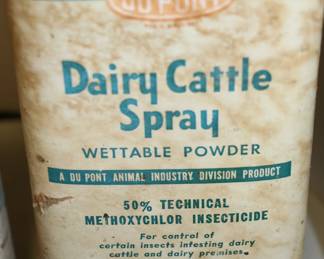 DU PONT
Dairy Cattle
Spray
WETTABLE POWDER
A DU PONT ANIMAL INDUSTRY DIVISION PRODUCT
50% TECHNICAL
METHOXYCHLOR INSECTICIDE
For control of
certain insects infesting dairy
cattle and dairy premises.